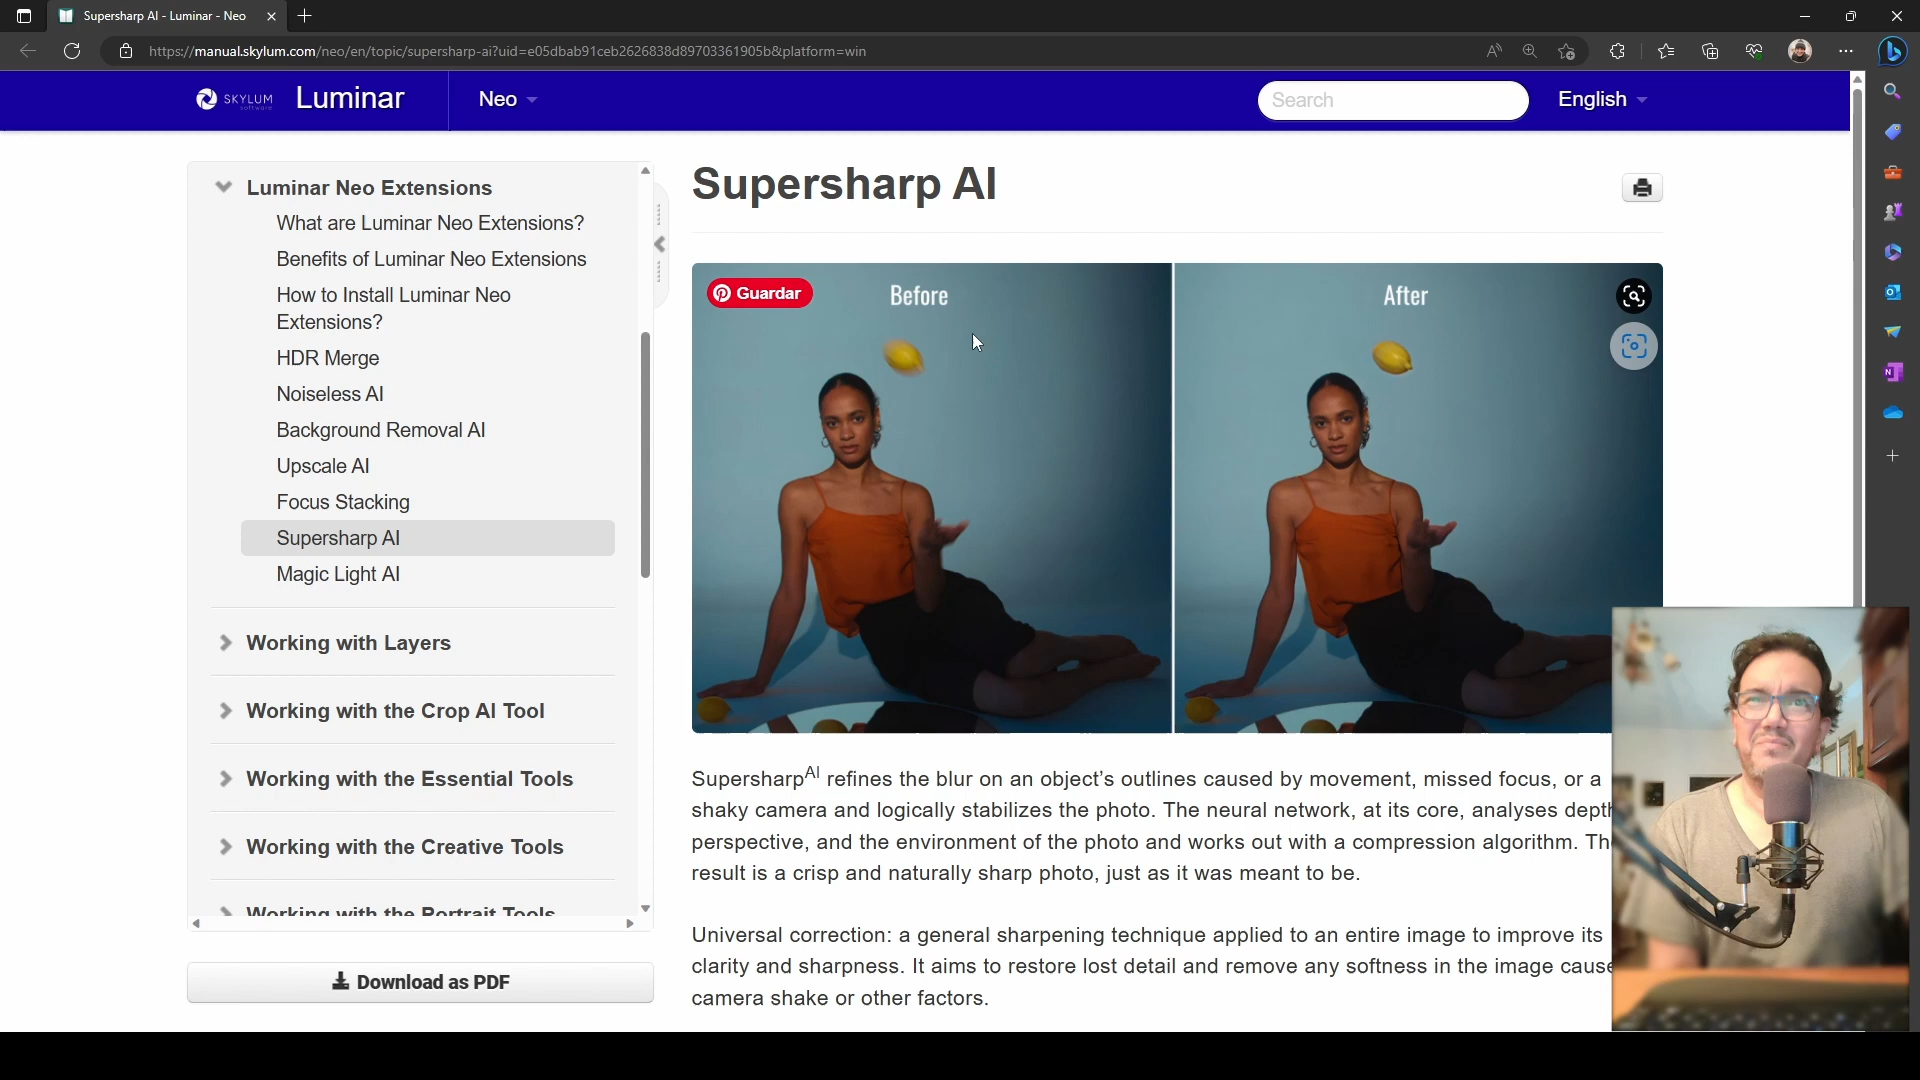 Supersharp AI - Luminar - Neo
https://manual.skylum.com/neo/en/topic/supersharp-ai?uid=e05dbab91ceb2626838d89703361905b&platform=win
SKYLUM
software
Luminar
Neo
Search
English
Luminar Neo Extensions
What are Luminar Neo Extensions?
Benefits of Luminar Neo Extensions
How to Install Luminar Neo
Extensions?
HDR Merge
Noiseless AI
Background Removal AI
Upscale AI
Focus Stacking
Supersharp AI
Magic Light AI
Working with Layers
Working with the Crop AI Tool
Working with the Essential Tools
Working with the Creative Tools
Working with the Portrait Tools
Download as PDF
Supersharp AI
Guardar
Before
After
SupersharpAI refines the blur on an object's outlines caused by movement, missed focus, or a
shaky camera and logically stabilizes the photo. The neural network, at its core, analyses depth
perspective, and the environment of the photo and works out with a compression algorithm. Th
result is a crisp and naturally sharp photo, just as it was meant to be.
Universal correction: a general sharpening technique applied to an entire image to improve its
clarity and sharpness. It aims to restore lost detail and remove any softness in the image cause
camera shake or other factors.